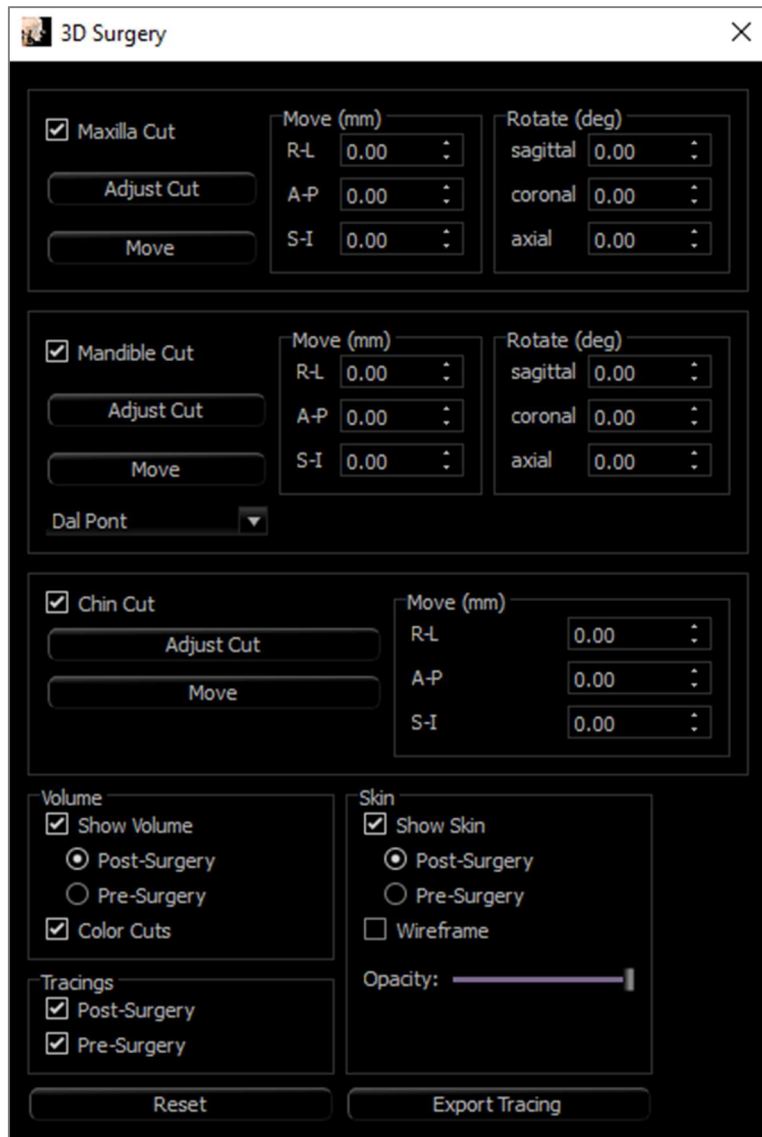 3D Surgery
Maxilla Cut
Adjust Cut
Move
Move (mm)
R-L 0.00
A-P 0.00
S-I 0.00
Rotate (deg)
sagittal 0.00
coronal 0.00
axial 0.00
Mandible Cut
Adjust Cut
Move
Dal Pont
Move (mm)
R-L 0.00
A-P 0.00
S-I 0.00
Rotate (deg)
sagittal 0.00
coronal 0.00
axial 0.00
Chin Cut
Adjust Cut
Move
Move (mm)
R-L 0.00
A-P 0.00
S-I 0.00
Volume
Show Volume
Post-Surgery
Pre-Surgery
Color Cuts
Tracings
Post-Surgery
Pre-Surgery
Skin
Show Skin
Post-Surgery
Pre-Surgery
Wireframe
Opacity:
Reset
Export Tracing